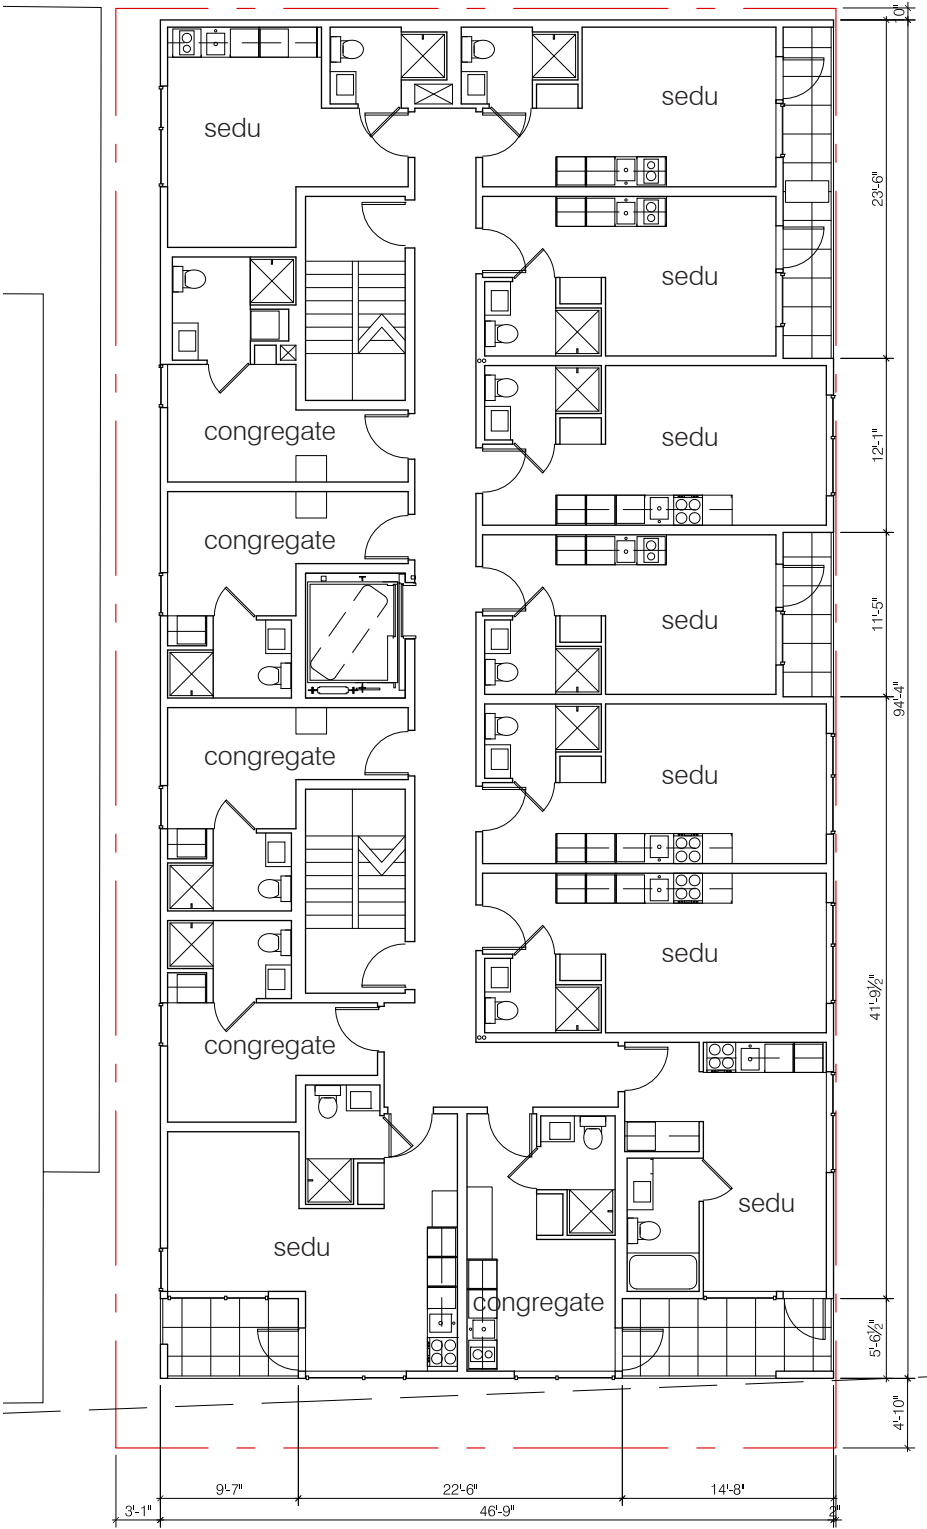 10"
sedu
sedu
23'-6"
sedu
congregate
sedu
12'-1"
congregate
sedu
11'-5"
94'-4"
congregate
sedu
sedu
41'-9½"
congregate
sedu
sedu
congregate
5'-6½"
4'-10"
9'-7"
22'-6"
14'-8"
3'-1"
46'-9"
2"